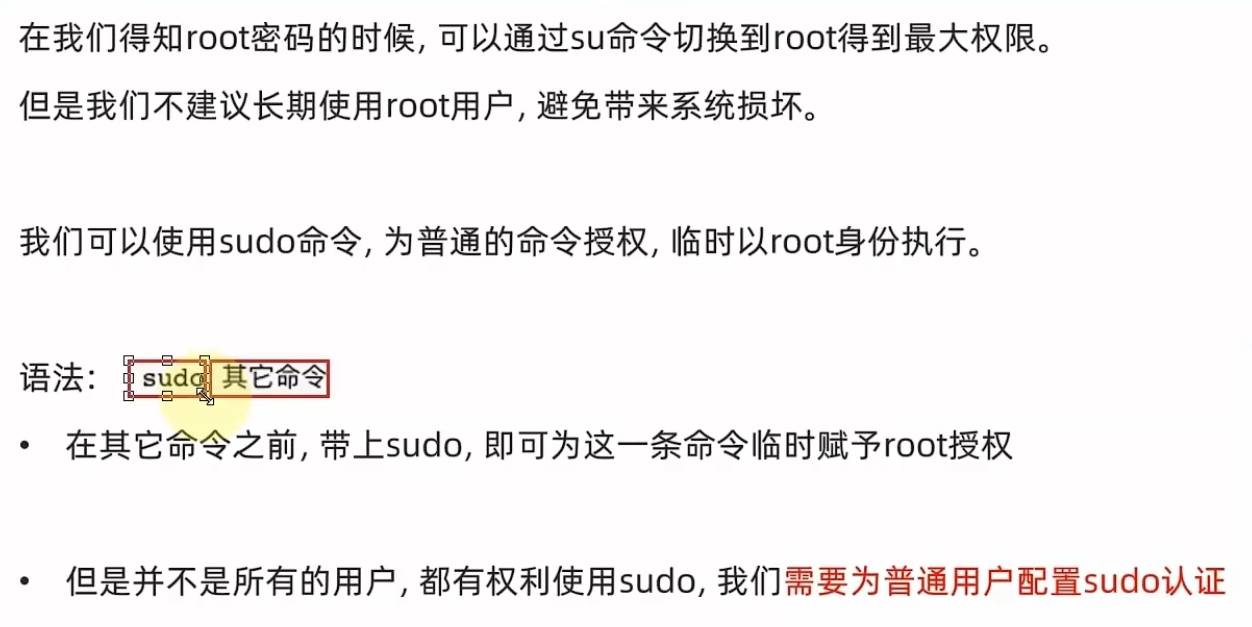 在我们得知root密码的时候, 可以通过su命令切换到root得到最大权限。
但是我们不建议长期使用root用户, 避免带来系统损坏。
我们可以使用sudo命令, 为普通的命令授权, 临时以root身份执行。
语法： sudo 其它命令
• 在其它命令之前, 带上sudo, 即可为这一条命令临时赋予root授权
• 但是并不是所有的用户, 都有权利使用sudo, 我们需要为普通用户配置sudo认证